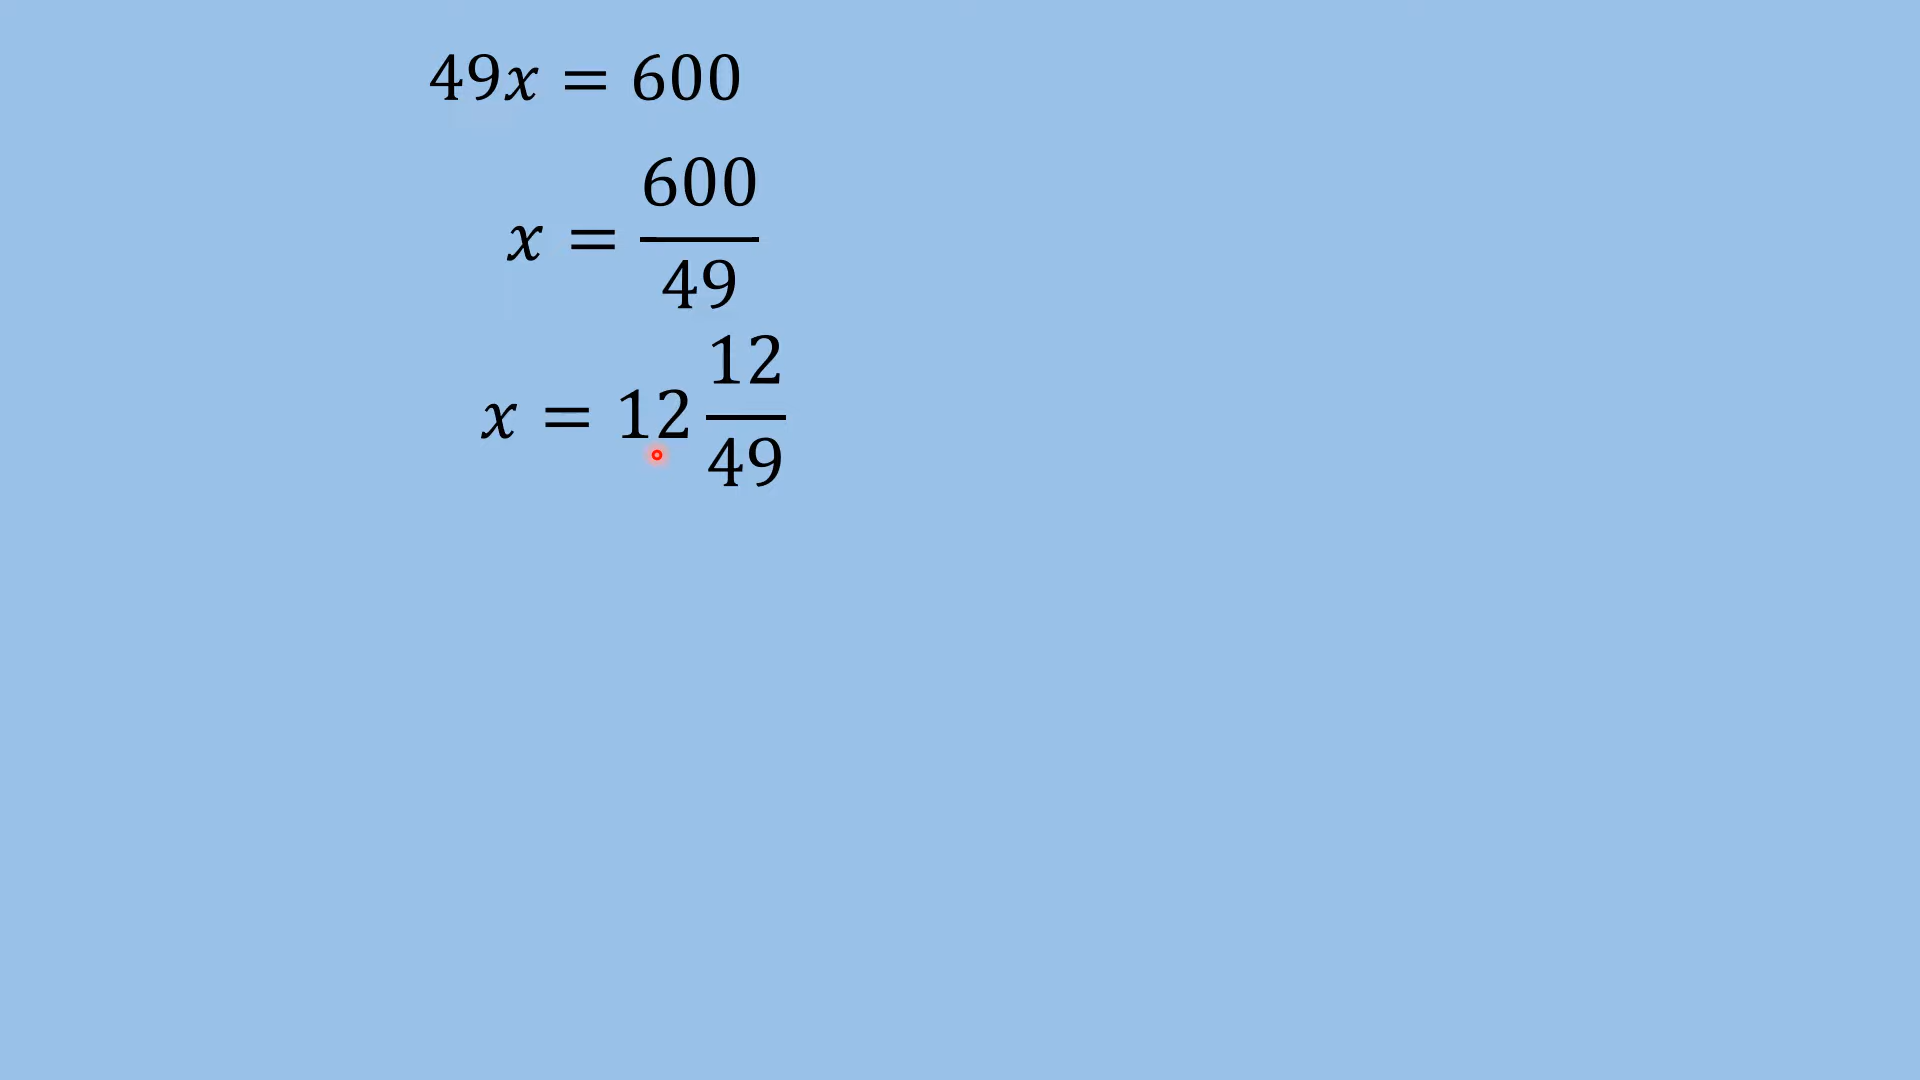 49x = 600
x = 600/49
x = 12 12/49